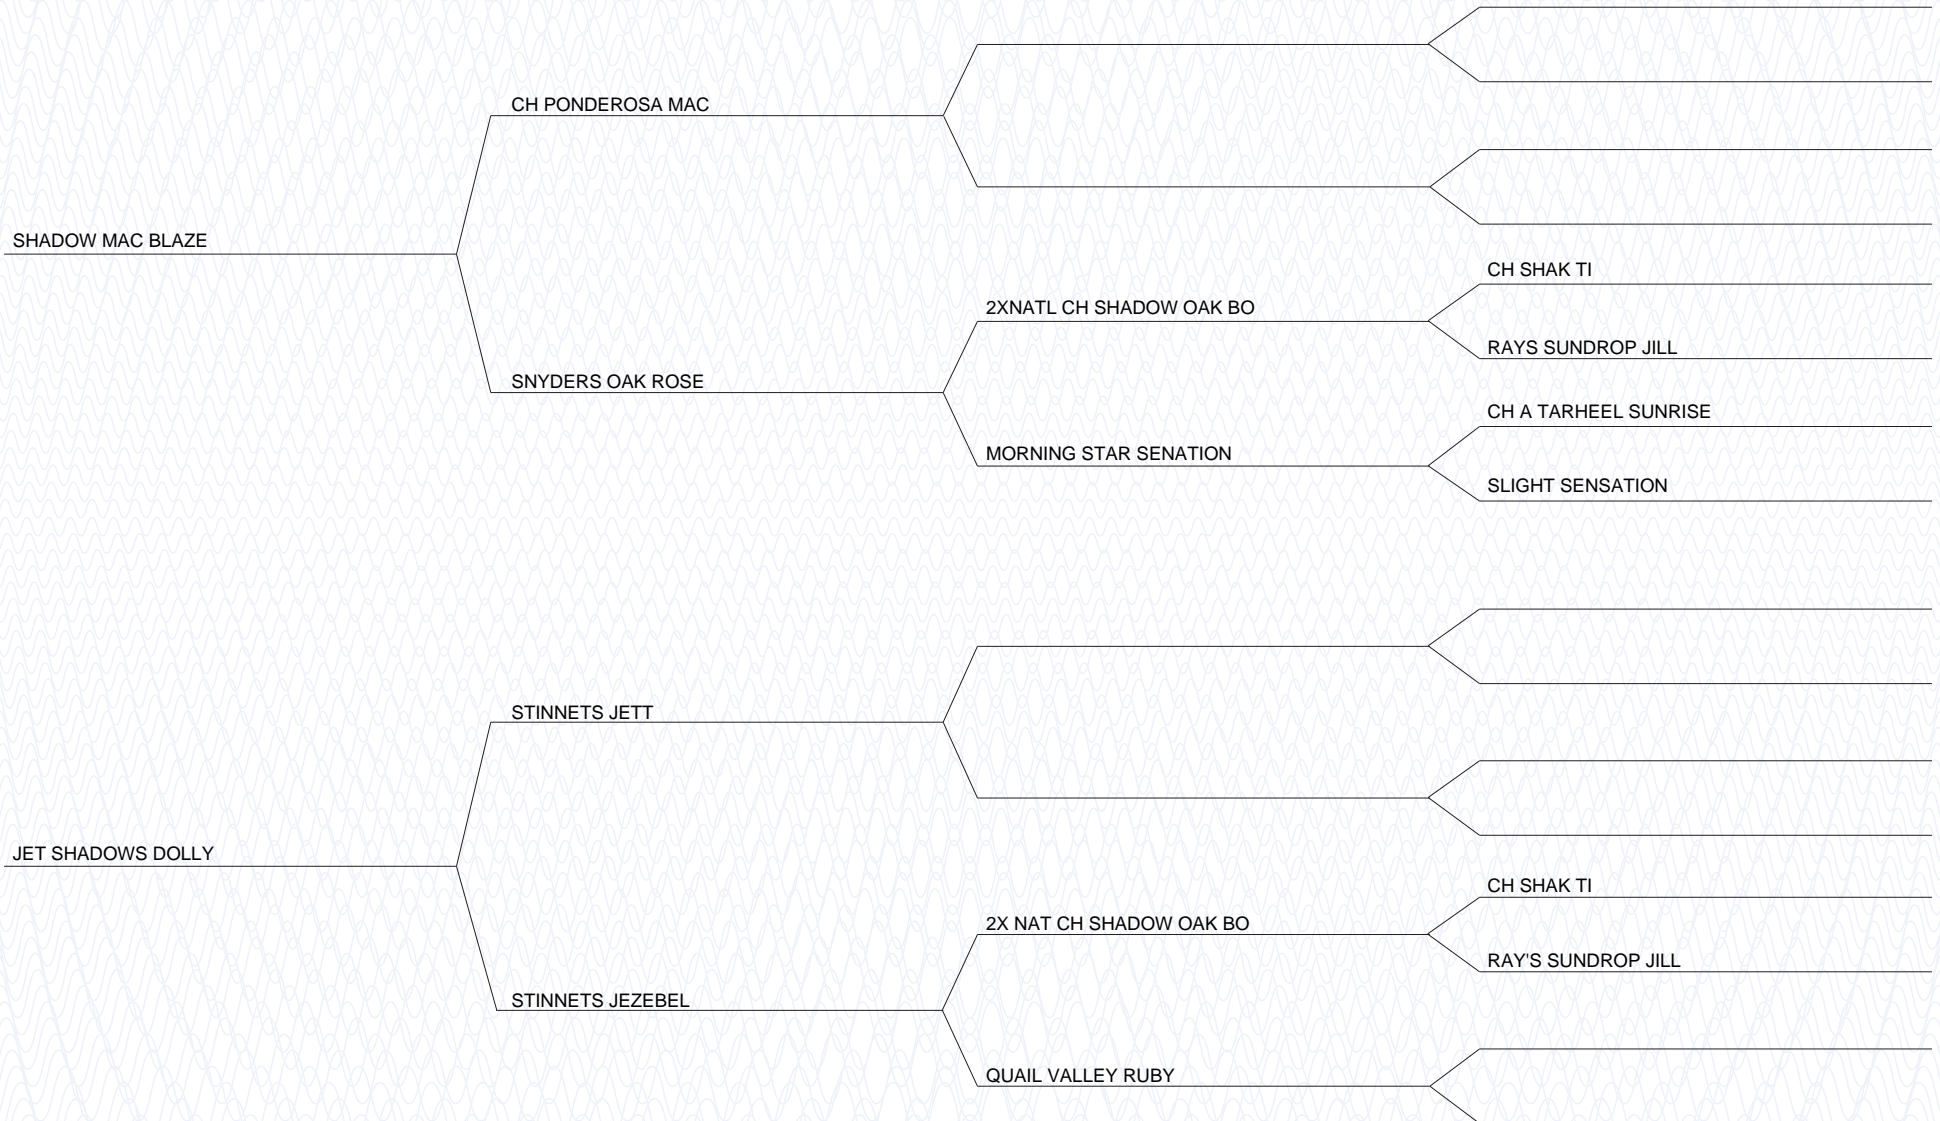 CH PONDEROSA MAC
SHADOW MAC BLAZE
CH SHAK TI
2XNATL CH SHADOW OAK BO
RAYS SUNDROP JILL
SNYDERS OAK ROSE
CH A TARHEEL SUNRISE
MORNING STAR SENATION
SLIGHT SENSATION
STINNETS JETT
JET SHADOWS DOLLY
CH SHAK TI
2X NAT CH SHADOW OAK BO
RAY'S SUNDROP JILL
STINNETS JEZEBEL
QUAIL VALLEY RUBY